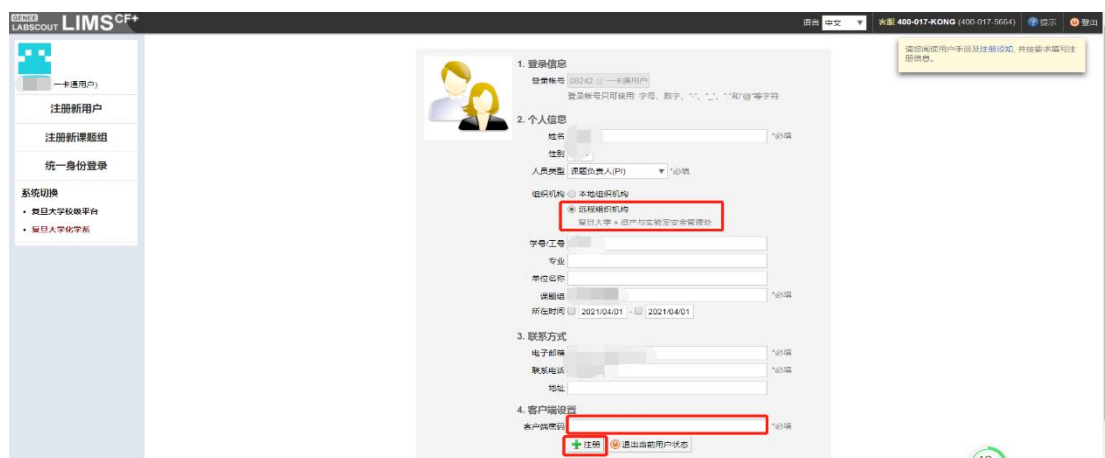 GENEE
LABSCOUT LIMS CF+
语言 中文
客服 400-017-KONG (400-017-5664)
提示
登出
请您阅读用户手册及注册须知, 并按要求填写注
册信息。
一卡通用户)
注册新用户
注册新课题组
统一身份登录
系统切换
• 复旦大学校级平台
• 复旦大学化学系
1. 登录信息
登录帐号 08242 一卡通用户
登录帐号只可使用: 字母、数字、"-"、"_"、"."和"@"等字符
2. 个人信息
姓名 *必填
性别
人员类型 课题负责人(PI) *必填
组织机构 本地组织机构
远程组织机构
复旦大学 » 资产与实验室安全管理处
学号/工号
专业
单位名称
课题组 *必填
所在时间 2021/04/01 - 2021/04/01
3. 联系方式
电子邮箱 *必填
联系电话 *必填
地址
4. 客户端设置
客户端密码 *必填
注册 退出当前用户状态